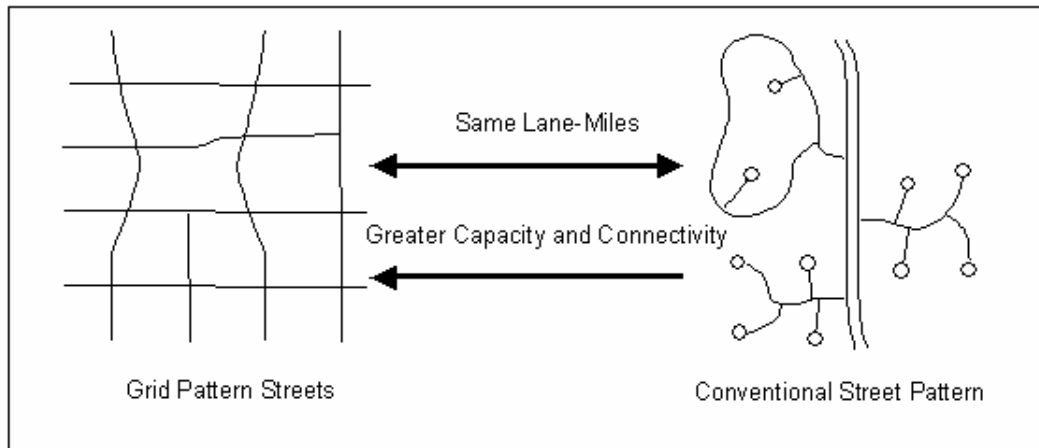 Same Lane-Miles
Greater Capacity and Connectivity
Grid Pattern Streets
Conventional Street Pattern